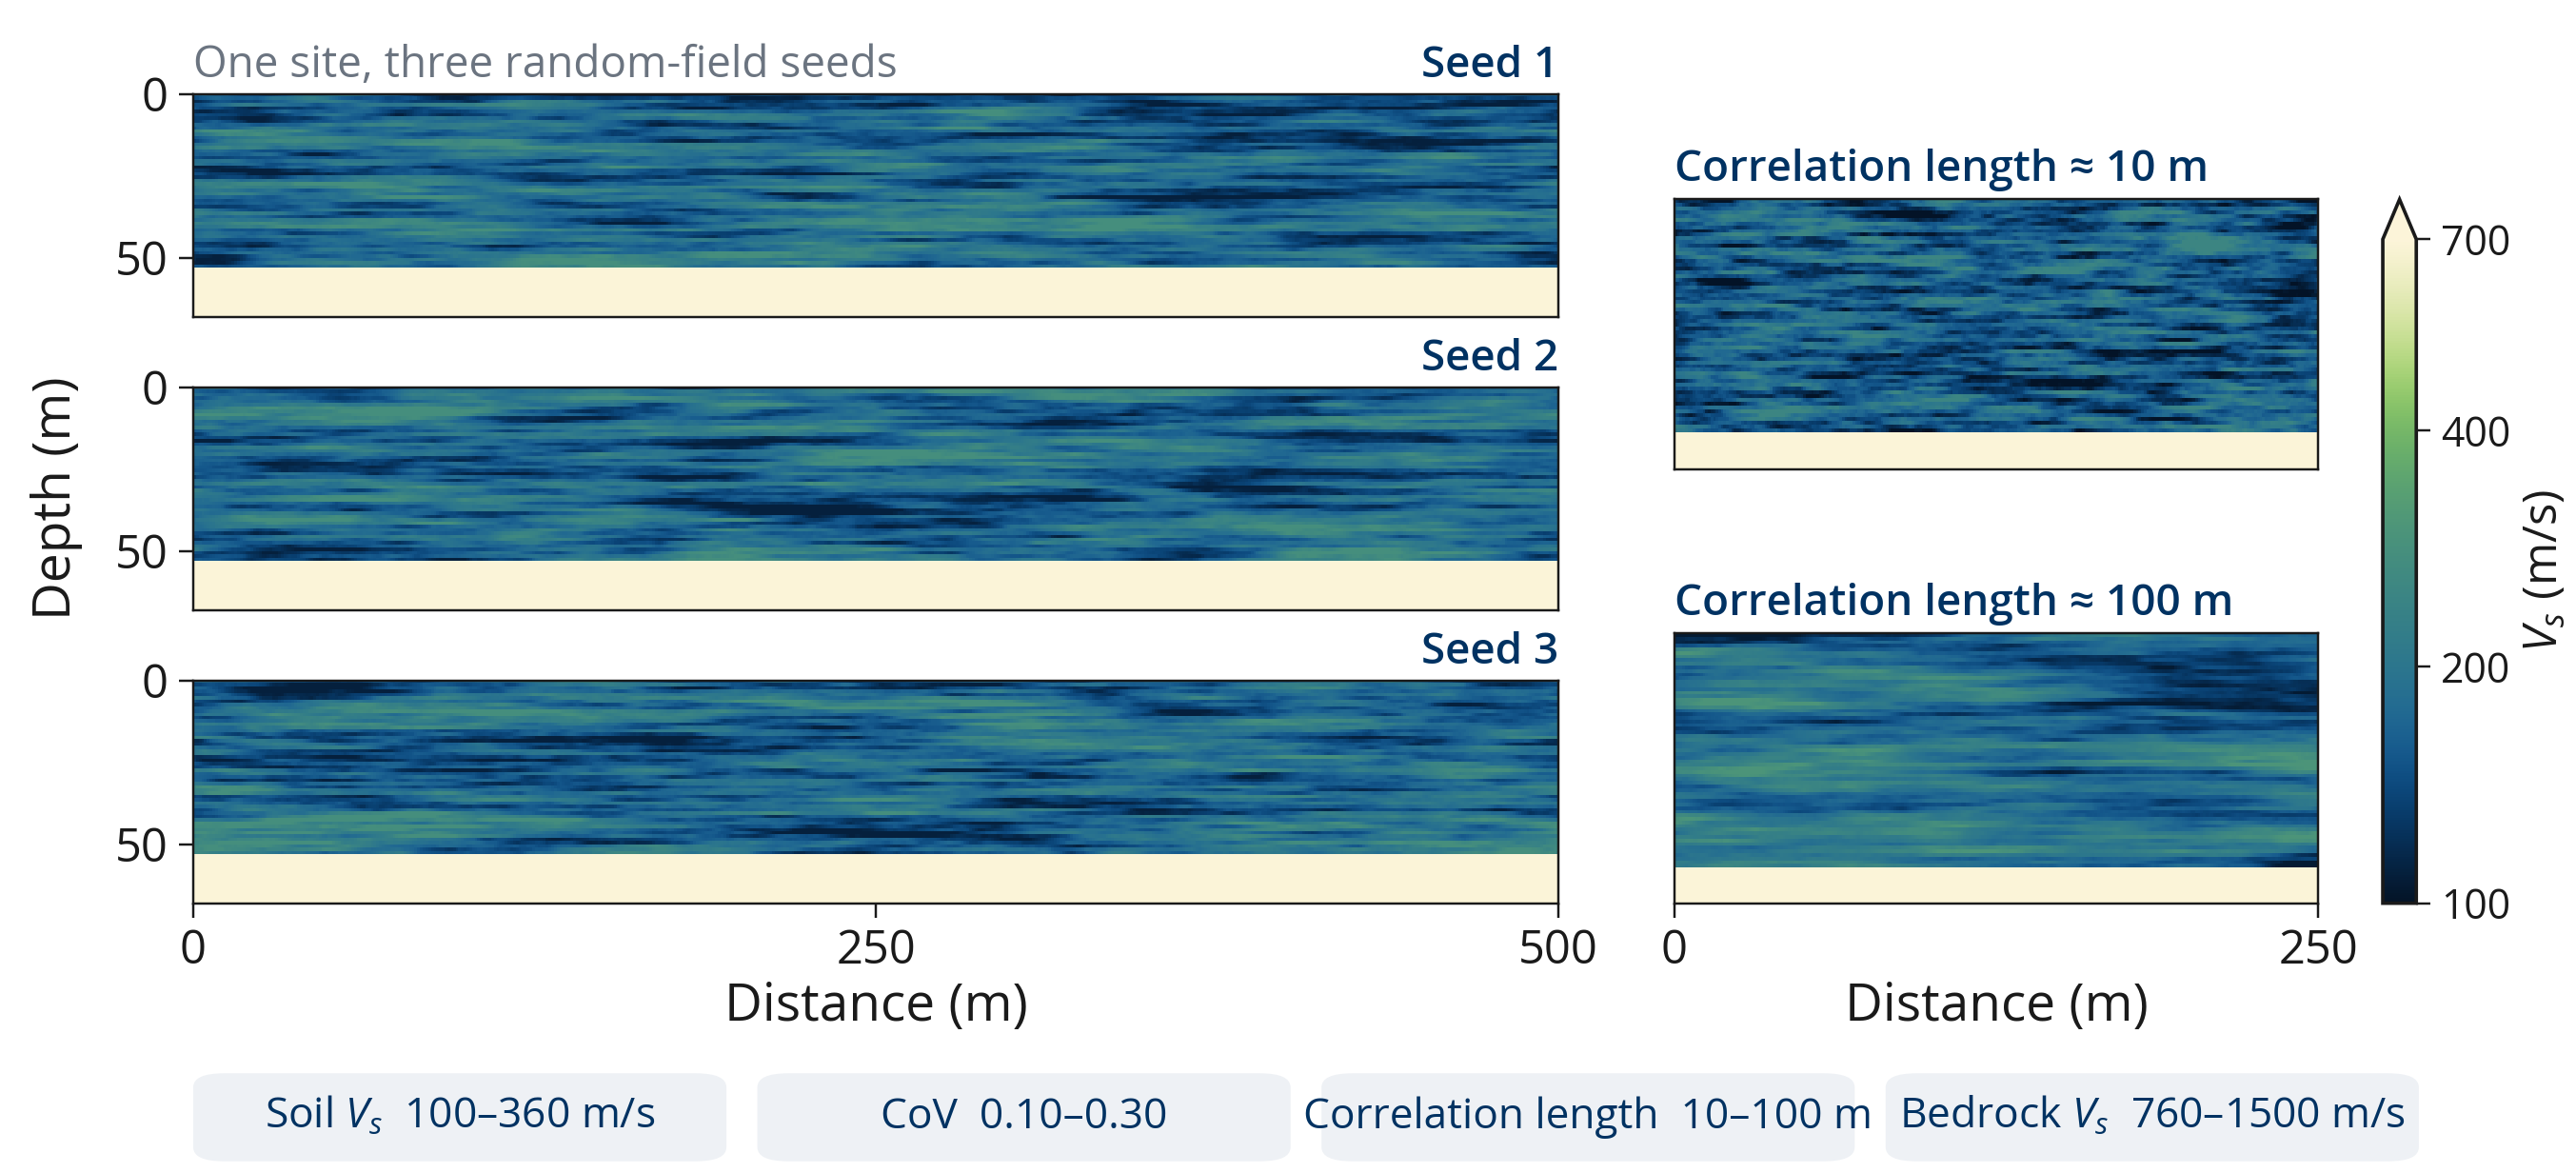 One site, three random-field seeds
Seed 1
0
50
Seed 2
0
50
Seed 3
0
50
Depth (m)
0 250 500
Distance (m)
Correlation length ≈ 10 m
Correlation length ≈ 100 m
0 250
Distance (m)
700
400
200
100
Vs (m/s)
Soil Vs 100–360 m/s
CoV 0.10–0.30
Correlation length 10–100 m
Bedrock Vs 760–1500 m/s